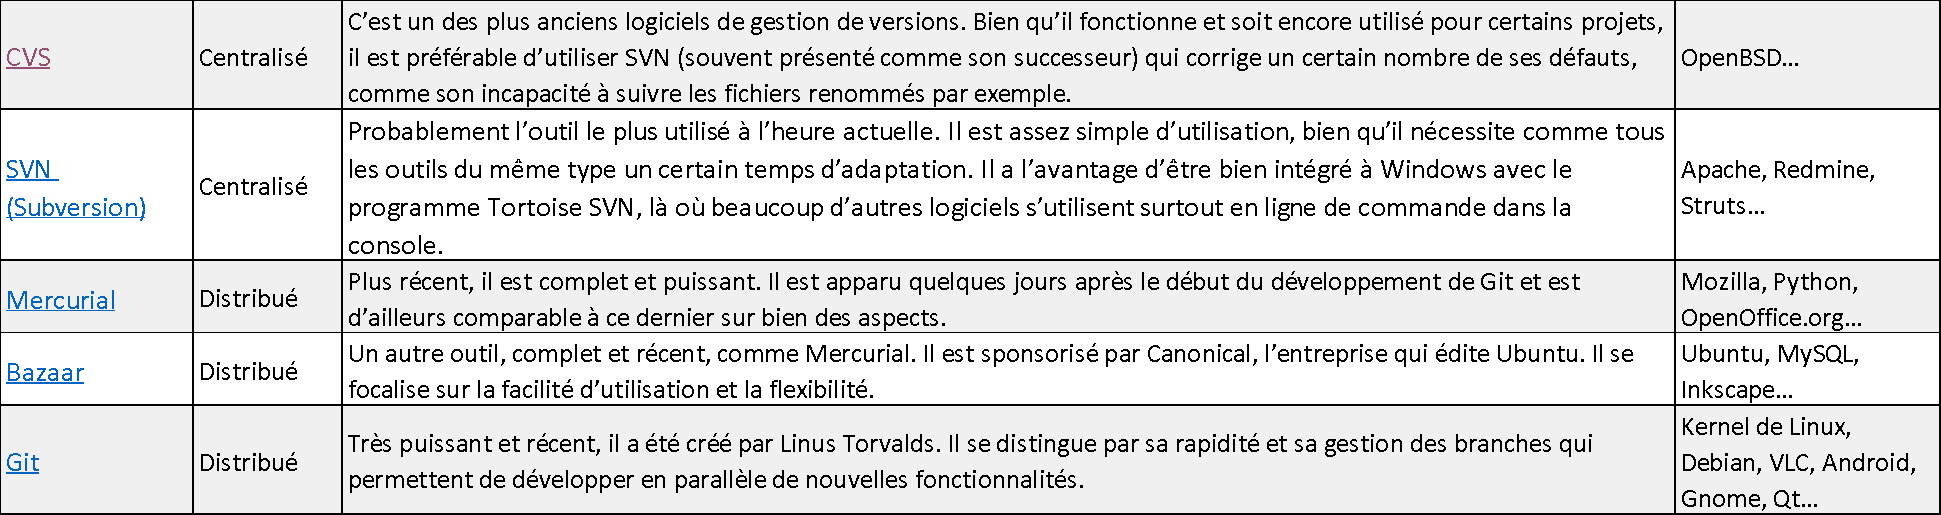 CVS
Centralisé
C’est un des plus anciens logiciels de gestion de versions. Bien qu’il fonctionne et soit encore utilisé pour certains projets,
il est préférable d’utiliser SVN (souvent présenté comme son successeur) qui corrige un certain nombre de ses défauts,
comme son incapacité à suivre les fichiers renommés par exemple.
OpenBSD…
SVN
(Subversion)
Centralisé
Probablement l’outil le plus utilisé à l’heure actuelle. Il est assez simple d’utilisation, bien qu’il nécessite comme tous
les outils du même type un certain temps d’adaptation. Il a l’avantage d’être bien intégré à Windows avec le
programme Tortoise SVN, là où beaucoup d’autres logiciels s’utilisent surtout en ligne de commande dans la
console.
Apache, Redmine,
Struts…
Mercurial
Distribué
Plus récent, il est complet et puissant. Il est apparu quelques jours après le début du développement de Git et est
d’ailleurs comparable à ce dernier sur bien des aspects.
Mozilla, Python,
OpenOffice.org…
Bazaar
Distribué
Un autre outil, complet et récent, comme Mercurial. Il est sponsorisé par Canonical, l’entreprise qui édite Ubuntu. Il se
focalise sur la facilité d’utilisation et la flexibilité.
Ubuntu, MySQL,
Inkscape…
Git
Distribué
Très puissant et récent, il a été créé par Linus Torvalds. Il se distingue par sa rapidité et sa gestion des branches qui
permettent de développer en parallèle de nouvelles fonctionnalités.
Kernel de Linux,
Debian, VLC, Android,
Gnome, Qt…